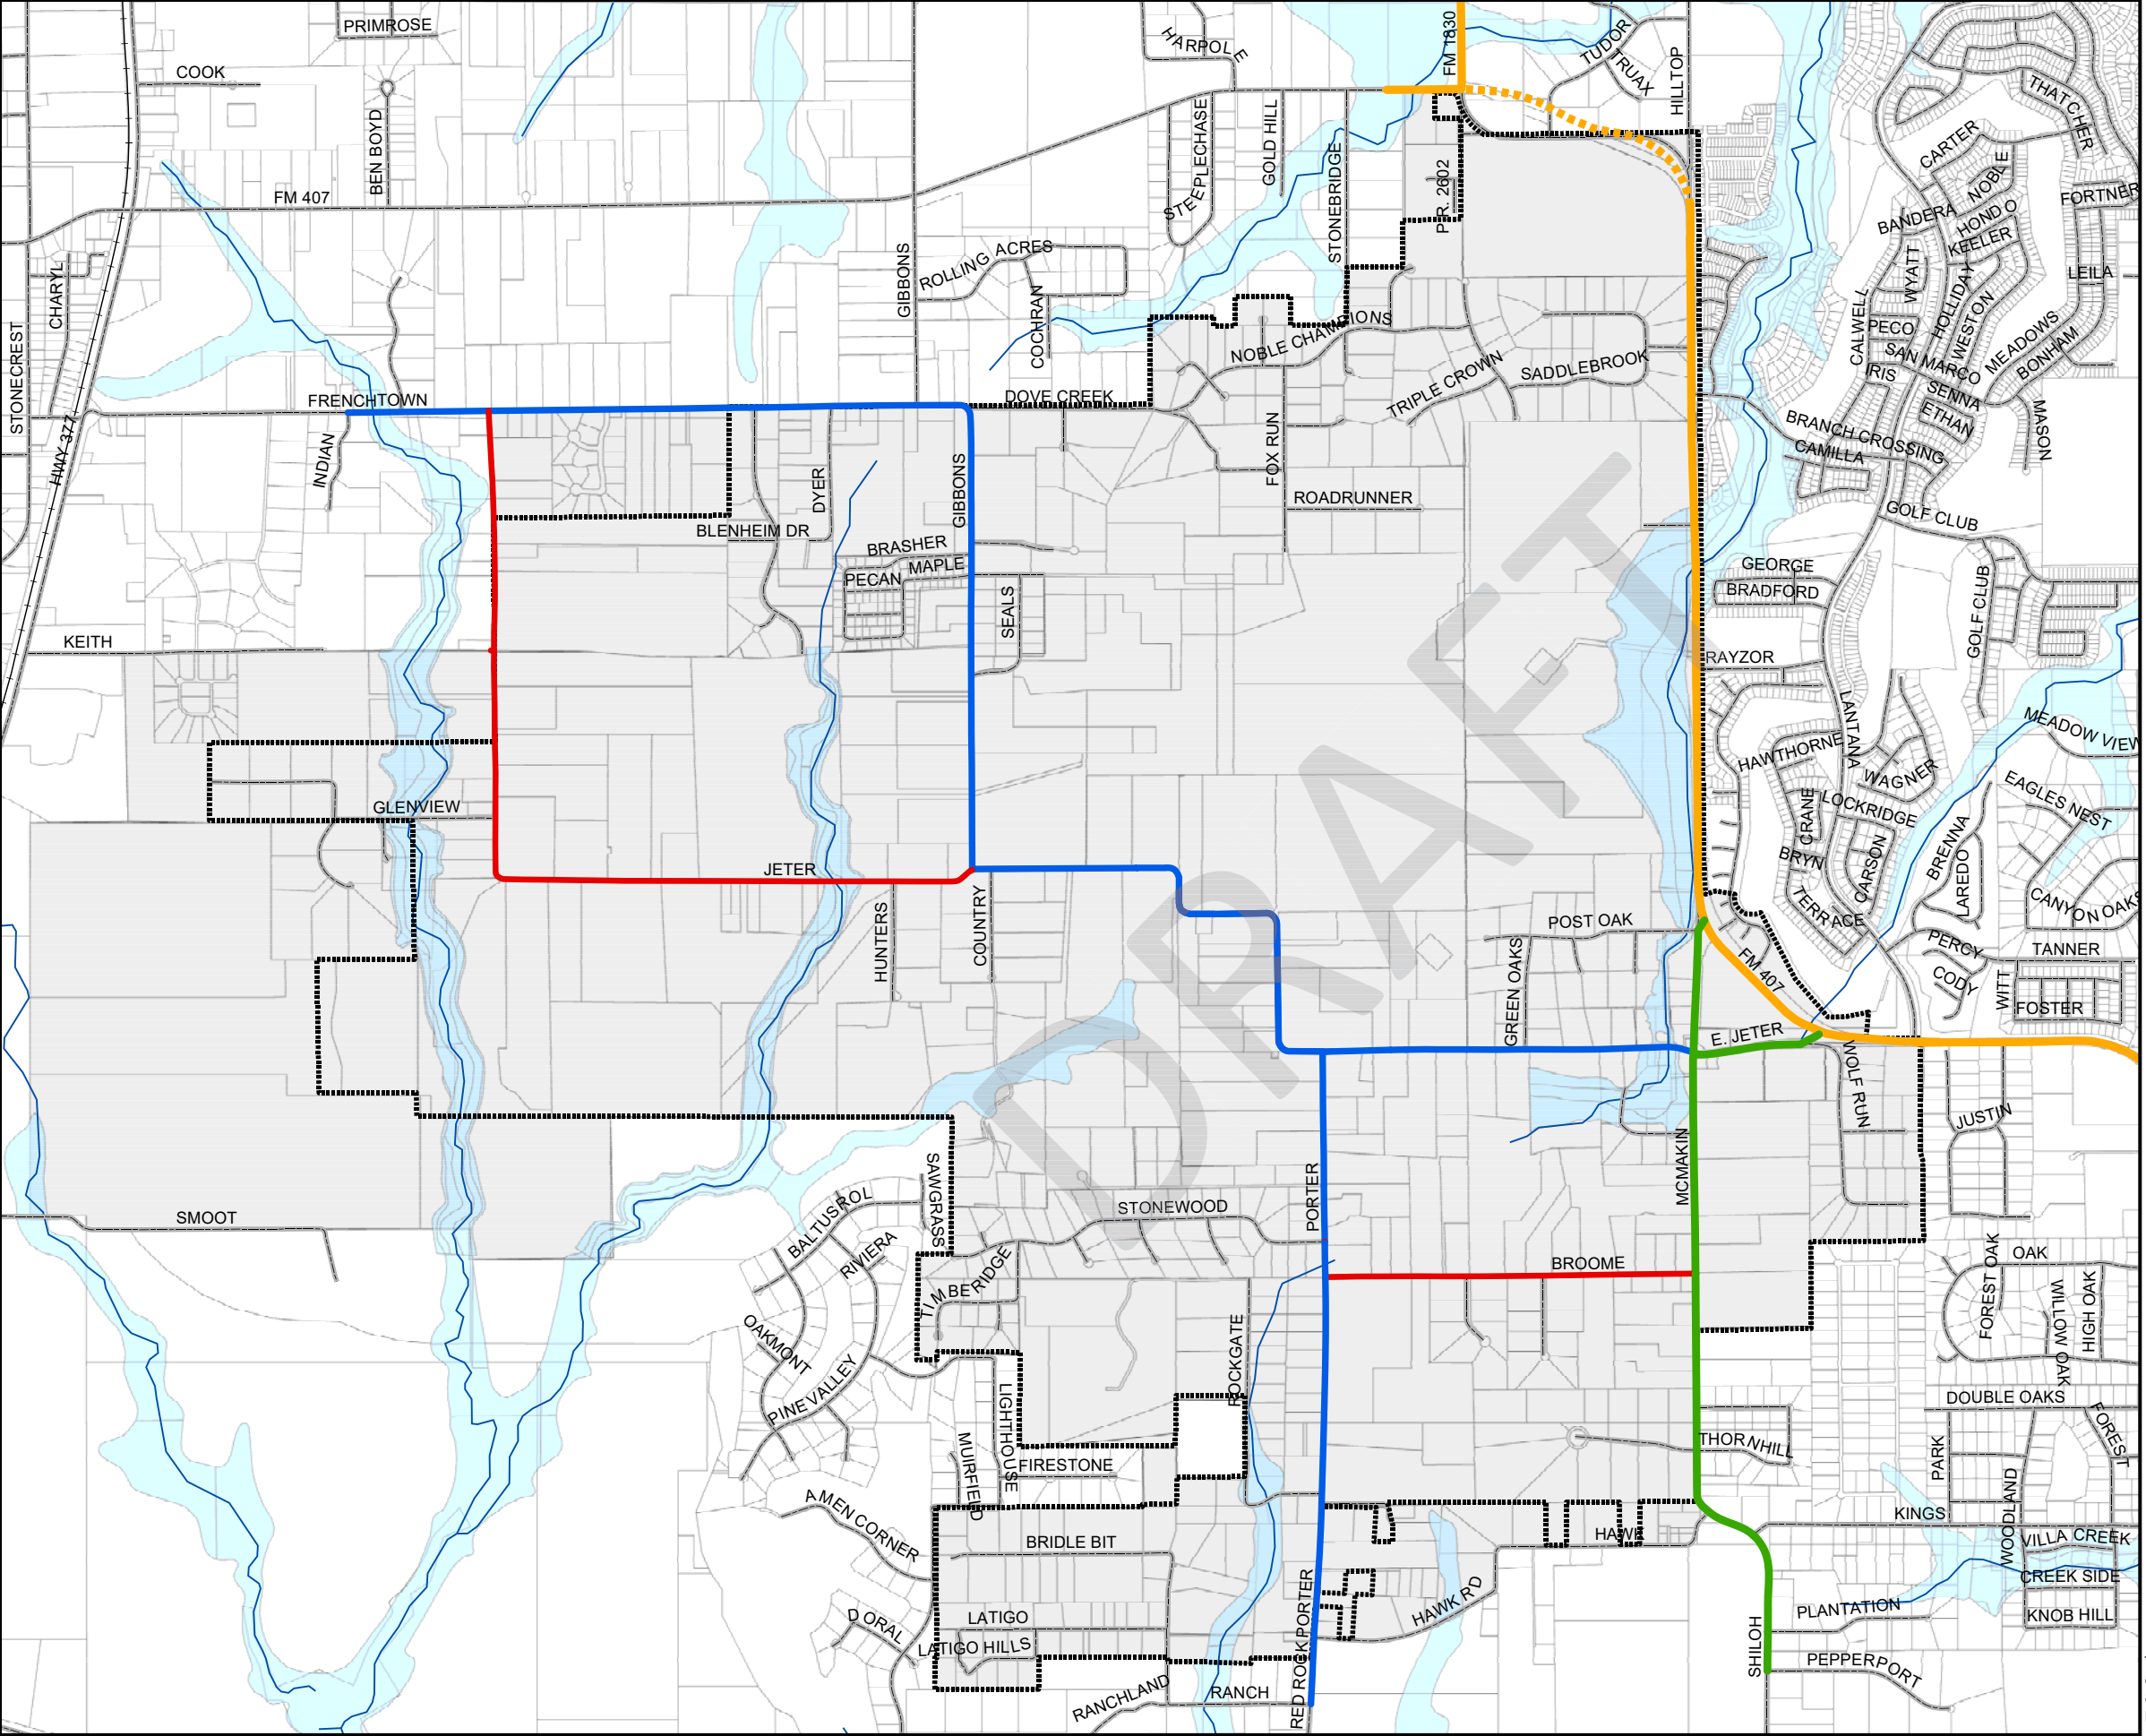 PRIMROSE
HARPOLE
FM 1830
TUDOR
TRUAX
HILLTOP
COOK
BEN BOYD
STEEPLECHASE
GOLD HILL
STONEBRIDGE
PR. 2602
THATCHER
CARTER
NOBLE
FORTNER
FM 407
BANDERA
HONDO
KEELER
CHARYL
GIBBONS
ROLLING ACRES
COCHRAN
WYATT
HOLLIDAY
LEILA
STONECREST
CALWELL
PECO
WESTON
MEADOWS
BONHAM
NOBLE CHAMPIONS
SAN MARCO
IRIS
SENNA
ETHAN
MASON
TRIPLE CROWN
SADDLEBROOK
FRENCHTOWN
DOVE CREEK
HWY 377
INDIAN
DYER
GIBBONS
FOX RUN
BRANCH CROSSING
CAMILLA
ROADRUNNER
GOLF CLUB
BLENHEIM DR
BRASHER
MAPLE
PECAN
SEALS
GEORGE
BRADFORD
GOLF CLUB
KEITH
RAYZOR
LANTANA
MEADOW VIEW
HAWTHORNE
WAGNER
GLENVIEW
CRANE
LOCKRIDGE
EAGLES NEST
BRYN
CARSON
BRENNA
LAREDO
JETER
DRAFT
TERRACE
CANYON OAKS
HUNTERS
COUNTRY
POST OAK
GREEN OAKS
FM 407
PERCY
TANNER
CODY
WITT
FOSTER
E. JETER
WOLF RUN
MCMAKIN
JUSTIN
SAWGRASS
PORTER
SMOOT
BALTUSROL
RIVIERA
STONEWOOD
TIMBERIDGE
BROOME
OAK
FOREST OAK
WILLOW OAK
HIGH OAK
OAKMONT
PINE VALLEY
ROCKGATE
LIGHTHOUSE
DOUBLE OAKS
FOREST
THORNHILL
PARK
MUIRFIELD
FIRESTONE
AMEN CORNER
WOODLAND
KINGS
HAWK
VILLA CREEK
BRIDLE BIT
CREEK SIDE
HAWK RD
PLANTATION
KNOB HILL
DORAL
LATIGO
LATIGO HILLS
RED ROCK PORTER
SHILOH
PEPPERPORT
RANCHLAND
RANCH